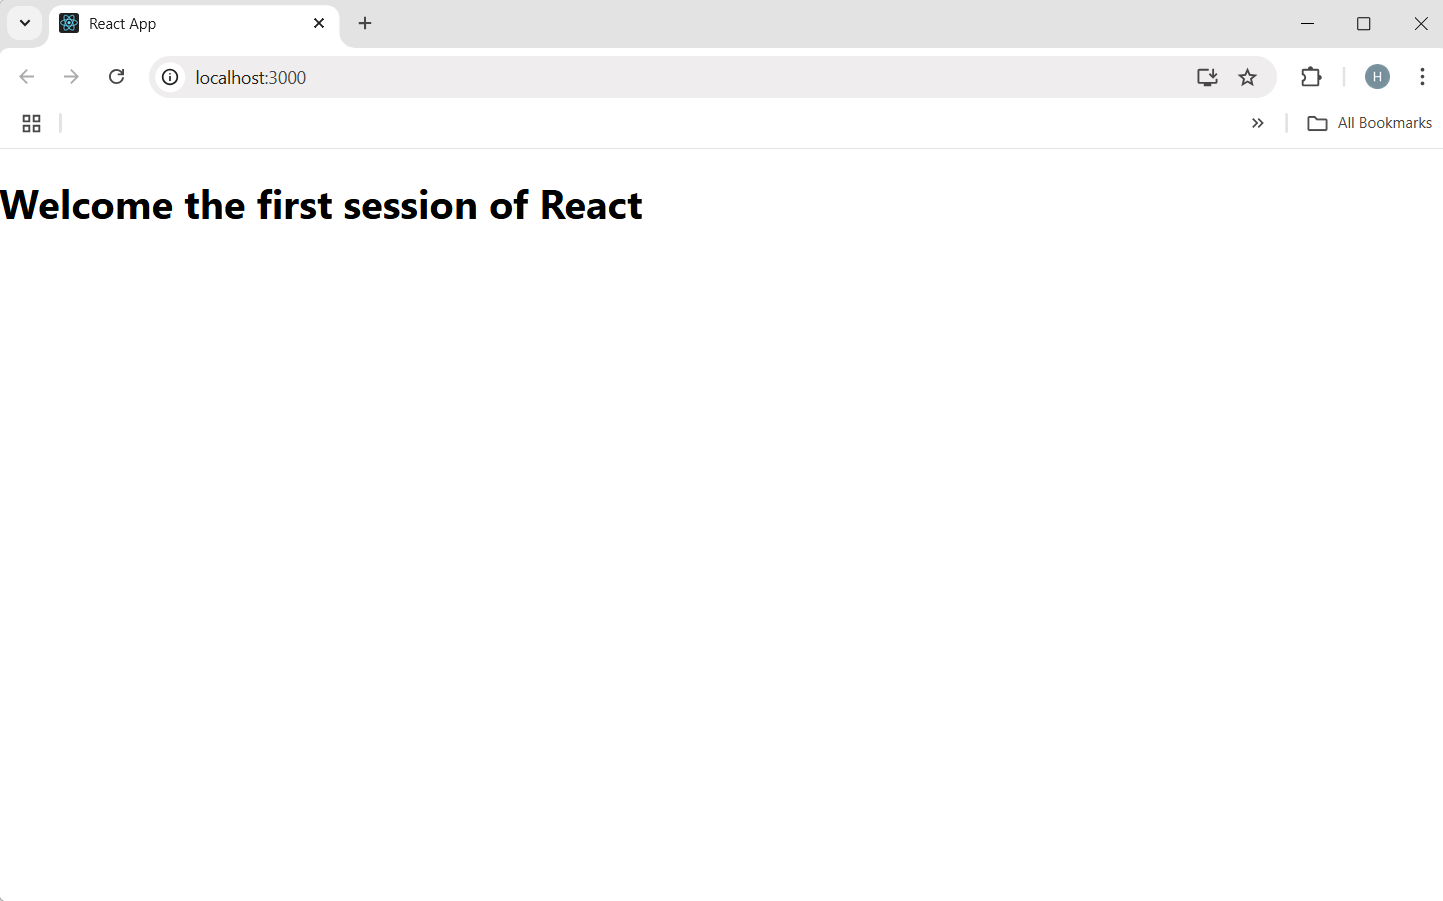 React App
localhost:3000
H
All Bookmarks
Welcome the first session of React